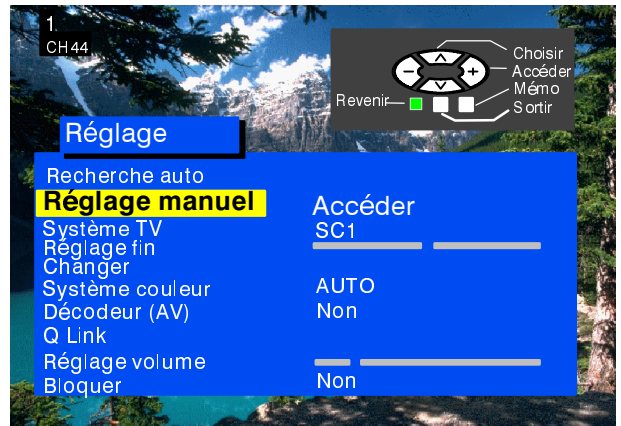 1
CH44
Choisir
Accéder
Mémo
Revenir
Sortir
Réglage
Recherche auto
Réglage manuel Accéder
Système TV SC1
Réglage fin
Changer
Système couleur AUTO
Décodeur (AV) Non
Q Link
Réglage volume
Bloquer Non